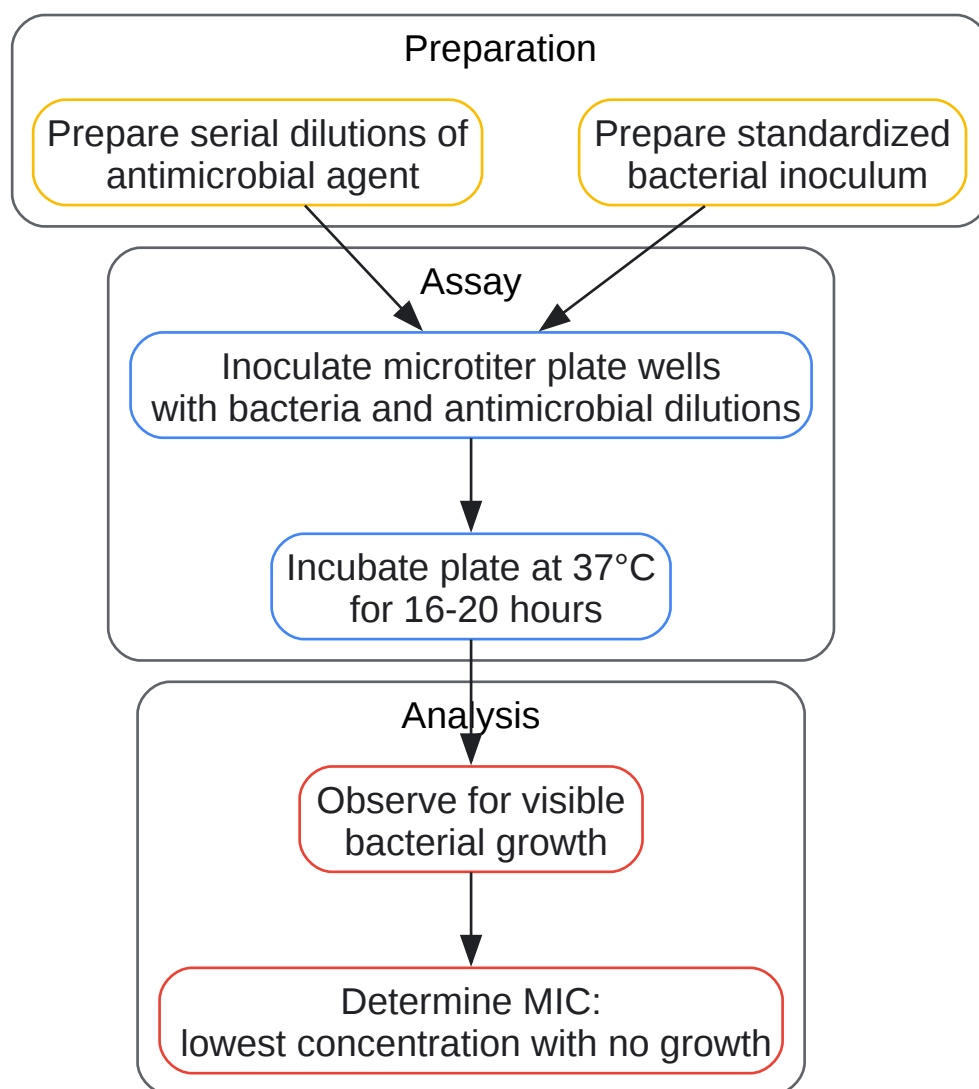 Preparation
Prepare serial dilutions of
antimicrobial agent
Prepare standardized
bacterial inoculum
Assay
Inoculate microtiter plate wells
with bacteria and antimicrobial dilutions
Incubate plate at 37°C
for 16-20 hours
Analysis
Observe for visible
bacterial growth
Determine MIC:
lowest concentration with no growth